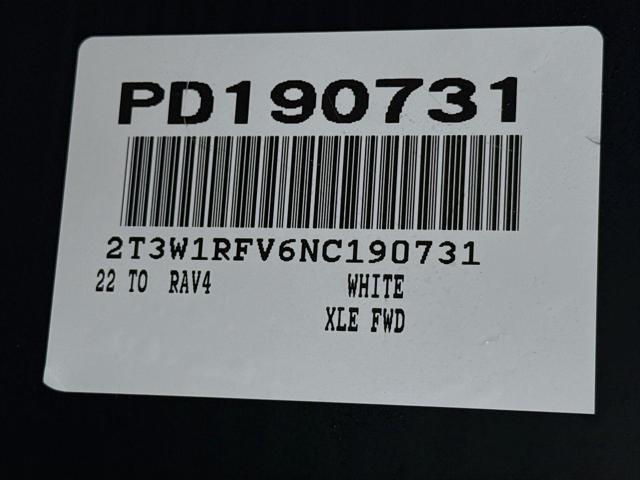 PD190731
2T3W1RFV6NC190731
22 TO RAV4 WHITE
XLE FWD